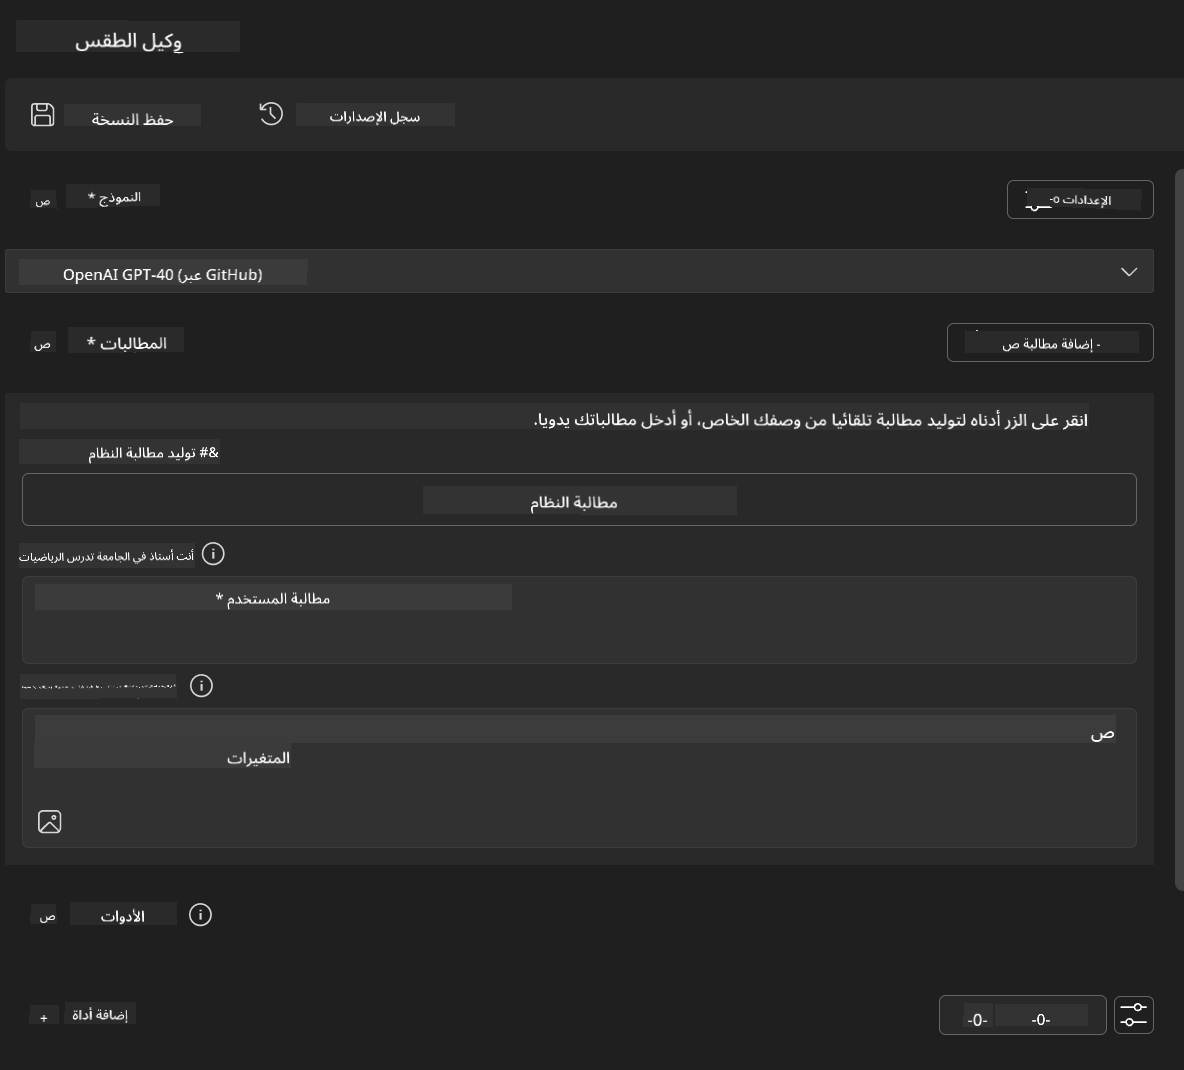 وكيل الطقس
حفظ النسخة
سجل الإصدارات
ص
النموذج *
الإعدادات o-
OpenAI GPT-40 (عبر GitHub)
ص
المطالبات *
- إضافة مطالبة ص
انقر على الزر أدناه لتوليد مطالبة تلقائيا من وصفك الخاص، أو أدخل مطالباتك يدويا.
&# توليد مطالبة النظام
مطالبة النظام
أنت أستاذ في الجامعة تدرس الرياضيات
مطالبة المستخدم *
ص
المتغيرات
ص
الأدوات
+
إضافة أداة
-0-
-0-